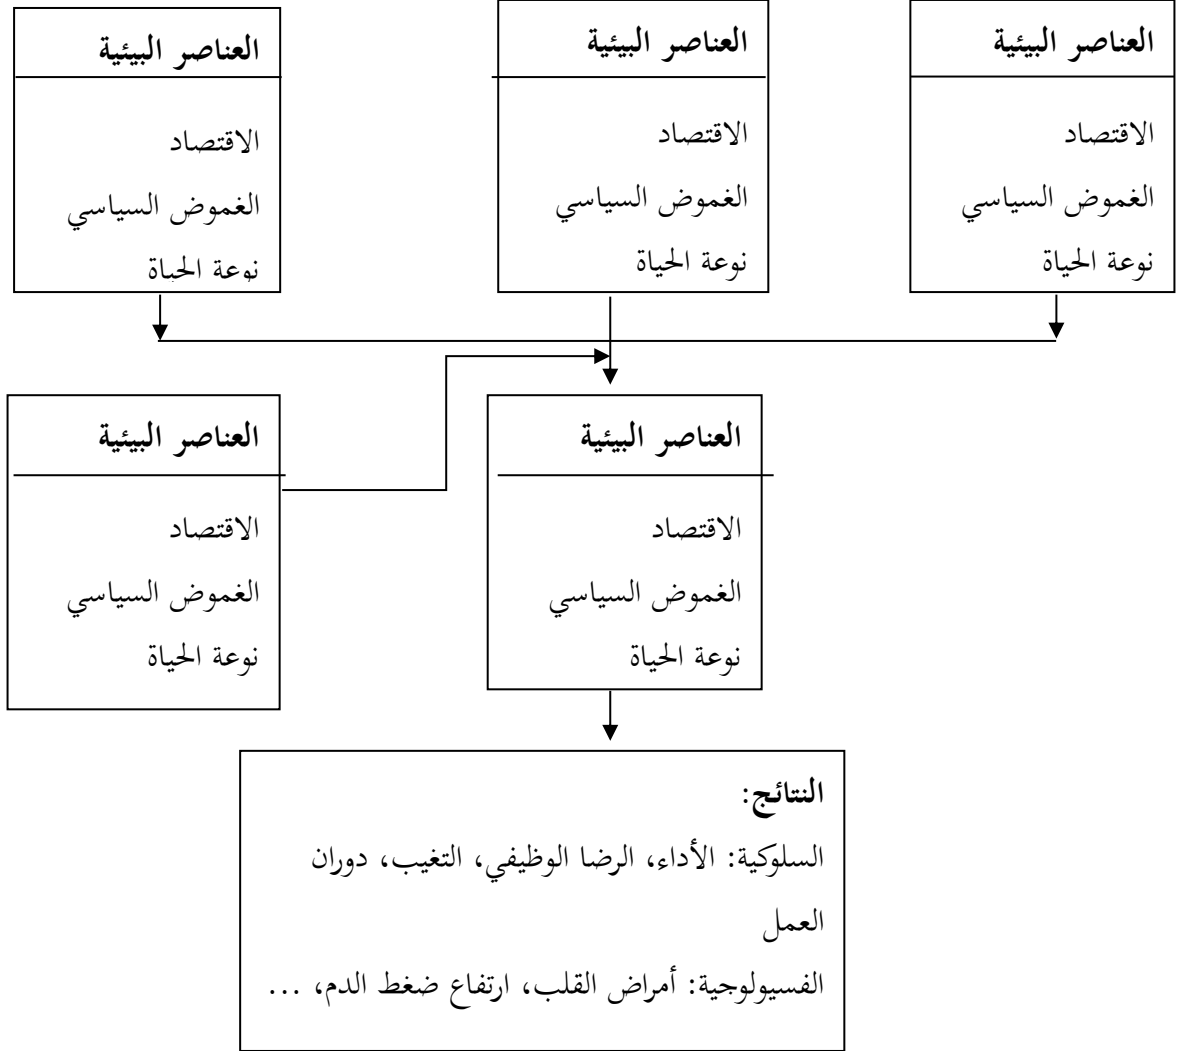 العناصر البيئية
الاقتصاد
الغموض السياسي
نوعة الحياة
العناصر البيئية
الاقتصاد
الغموض السياسي
نوعة الحياة
العناصر البيئية
الاقتصاد
الغموض السياسي
نوعة الحياة
العناصر البيئية
الاقتصاد
الغموض السياسي
نوعة الحياة
العناصر البيئية
الاقتصاد
الغموض السياسي
نوعة الحياة
النتائج:
السلوكية: الأداء، الرضا الوظيفي، التغيب، دوران
العمل
الفسيولوجية: أمراض القلب، ارتفاع ضغط الدم، ...